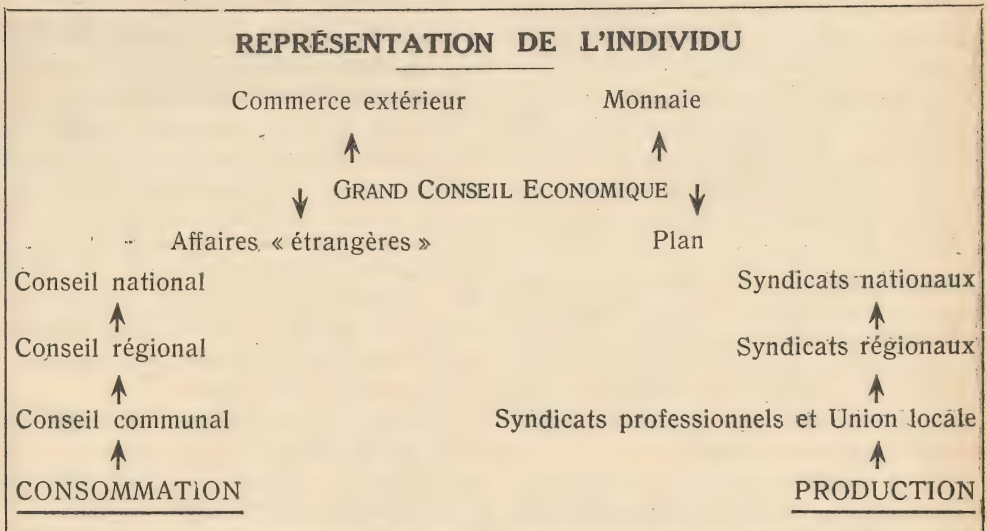 REPRÉSENTATION DE L'INDIVIDU
Commerce extérieur Monnaie
GRAND CONSEIL ECONOMIQUE
Affaires « étrangères » Plan
Conseil national Syndicats nationaux
Conseil régional Syndicats régionaux
Conseil communal Syndicats professionnels et Union locale
CONSOMMATION PRODUCTION